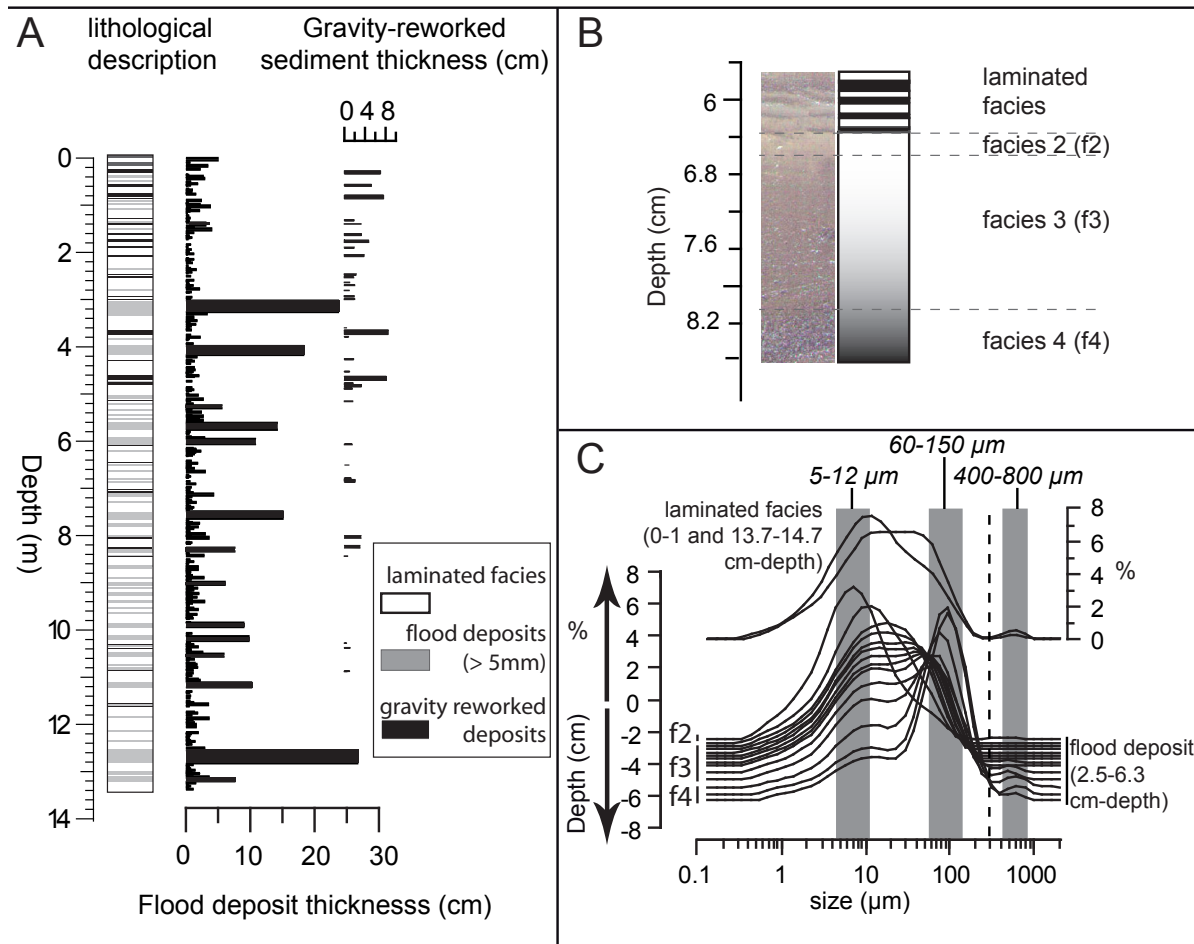 A
lithological
description
Gravity-reworked
sediment thickness (cm)
0 4 8
0
2
4
6
8
10
12
14
Depth (m)
laminated facies
flood deposits
(> 5mm)
gravity reworked
deposits
0 10 20 30
Flood deposit thicknesss (cm)
B
6
6.8
7.6
8.2
Depth (cm)
laminated
facies
facies 2 (f2)
facies 3 (f3)
facies 4 (f4)
C
60-150 µm
5-12 µm
400-800 µm
laminated facies
(0-1 and 13.7-14.7
cm-depth)
8
6
4
2
0
%
8
6
4
2
0
-2
-4
-6
-8
%
Depth (cm)
f2
f3
f4
flood deposit
(2.5-6.3
cm-depth)
0.1 1 10 100 1000
size (µm)